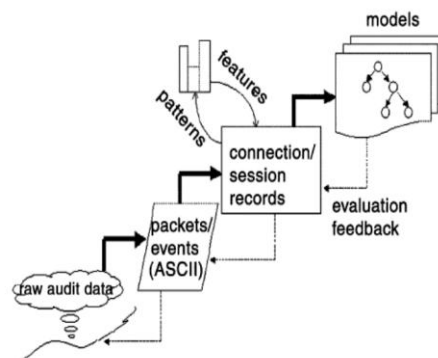 models
features
patterns
connection/
session
records
evaluation
feedback
packets/
events
(ASCII)
raw audit data